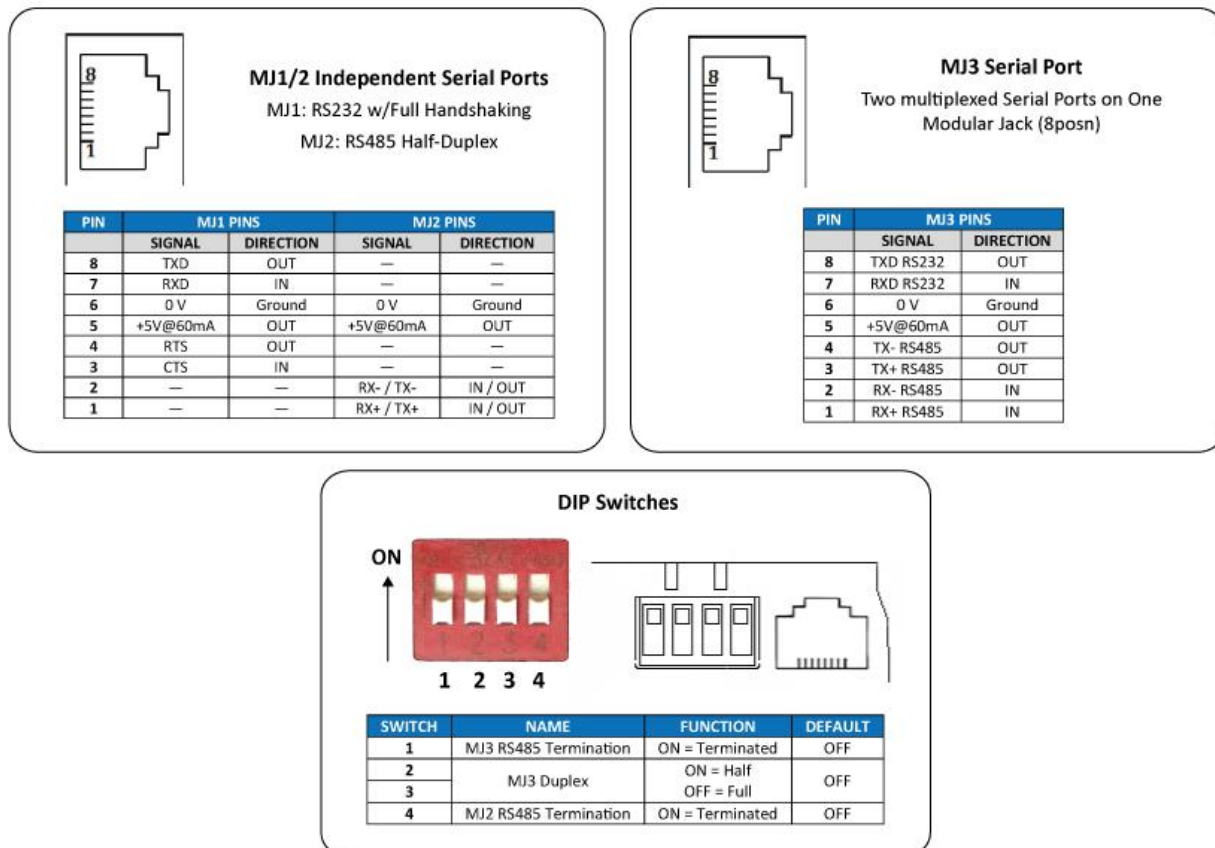 8
1
MJ1/2 Independent Serial Ports
MJ1: RS232 w/Full Handshaking
MJ2: RS485 Half-Duplex
PIN MJ1 PINS MJ2 PINS
SIGNAL DIRECTION SIGNAL DIRECTION
8 TXD OUT — —
7 RXD IN — —
6 0 V Ground 0 V Ground
5 +5V@60mA OUT +5V@60mA OUT
4 RTS OUT — —
3 CTS IN — —
2 — — RX- / TX- IN / OUT
1 — — RX+ / TX+ IN / OUT
8
1
MJ3 Serial Port
Two multiplexed Serial Ports on One
Modular Jack (8posn)
PIN MJ3 PINS
SIGNAL DIRECTION
8 TXD RS232 OUT
7 RXD RS232 IN
6 0 V Ground
5 +5V@60mA OUT
4 TX- RS485 OUT
3 TX+ RS485 OUT
2 RX- RS485 IN
1 RX+ RS485 IN
DIP Switches
ON
1 2 3 4
1 2 3 4
SWITCH NAME FUNCTION DEFAULT
1 MJ3 RS485 Termination ON = Terminated OFF
2 MJ3 Duplex ON = Half OFF
3 OFF = Full
4 MJ2 RS485 Termination ON = Terminated OFF